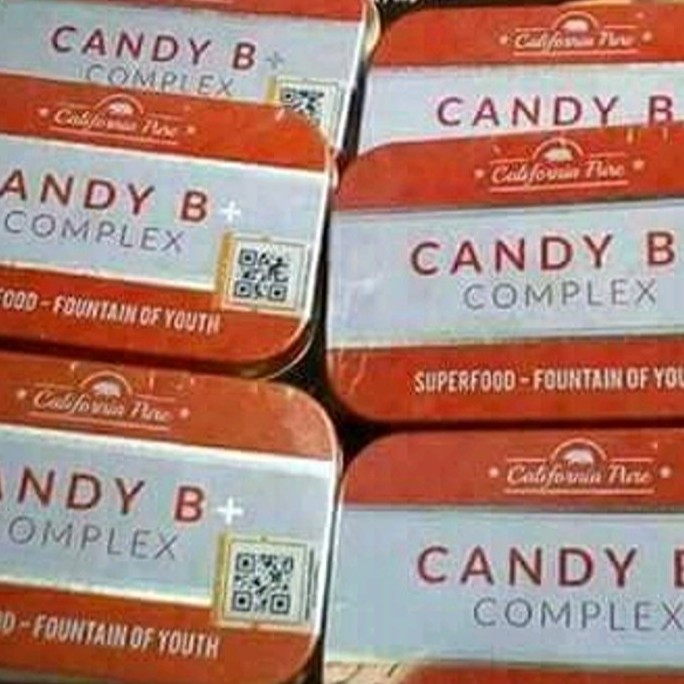 CANDY B+
COMPLEX
California Pure
CANDY B
California Pure
ANDY B+
COMPLEX
FOOD - FOUNTAIN OF YOUTH
California Pure
CANDY B
COMPLEX
SUPERFOOD - FOUNTAIN OF YOU
California Pure
ANDY B+
OMPLEX
D - FOUNTAIN OF YOUTH
California Pure
CANDY B
COMPLEX